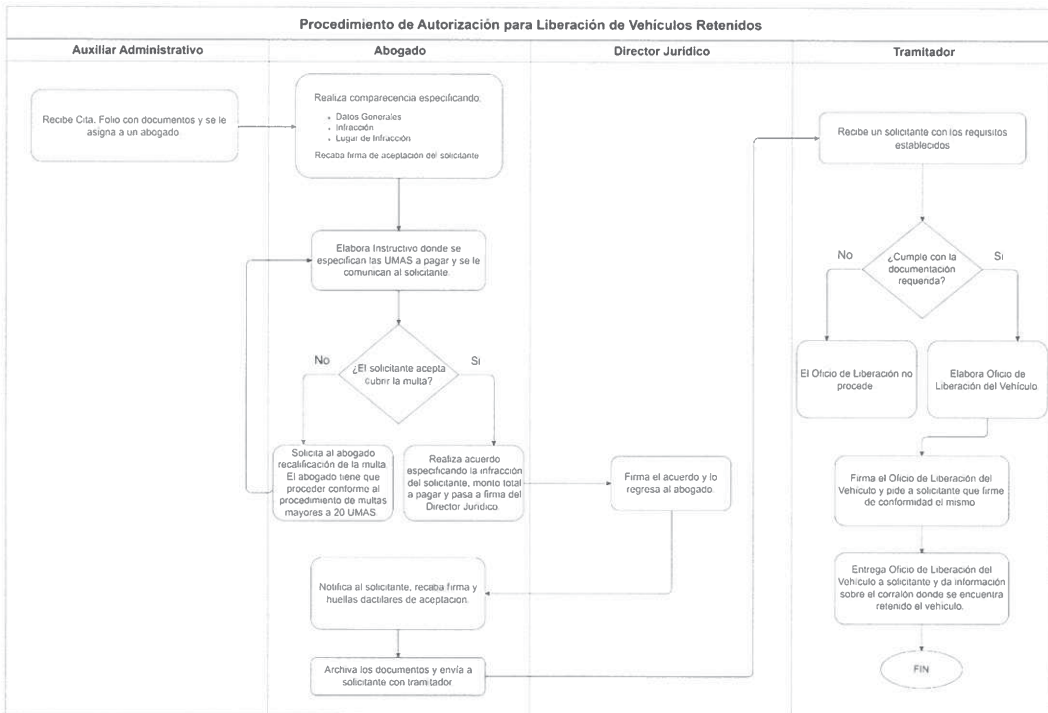 Procedimiento de Autorización para Liberación de Vehículos Retenidos
Auxiliar Administrativo
Abogado
Director Juridico
Tramitador
Recibe Cita. Folio con documentos y se le
asigna a un abogado.
Realiza comparecencia especificando:
• Datos Generales
• Infracción
• Lugar de Infracción
Recaba firma de aceptación del solicitante
Elabora Instructivo donde se
especifican las UMAS a pagar y se le
comunican al solicitante.
¿El solicitante acepta
cubrir la multa?
No
Si
Solicita al abogado
recalificación de la multa.
El abogado tiene que
proceder conforme al
procedimiento de multas
mayores a 20 UMAS.
Realiza acuerdo
especificando la infracción
del solicitante, monto total
a pagar y pasa a firma del
Director Juridico.
Firma el acuerdo y lo
regresa al abogado.
Notifica al solicitante, recaba firma y
huellas dactilares de aceptación.
Archiva los documentos y envía a
solicitante con tramitador
Recibe un solicitante con los requisitos
establecidos
¿Cumple con la
documentación
requerida?
No
Si
El Oficio de Liberación no
procede
Elabora Oficio de
Liberación del Vehículo.
Firma el Oficio de Liberación del
Vehículo y pide a solicitante que firme
de conformidad el mismo
Entrega Oficio de Liberación del
Vehículo a solicitante y da información
sobre el corralón donde se encuentra
retenido el vehículo.
FIN